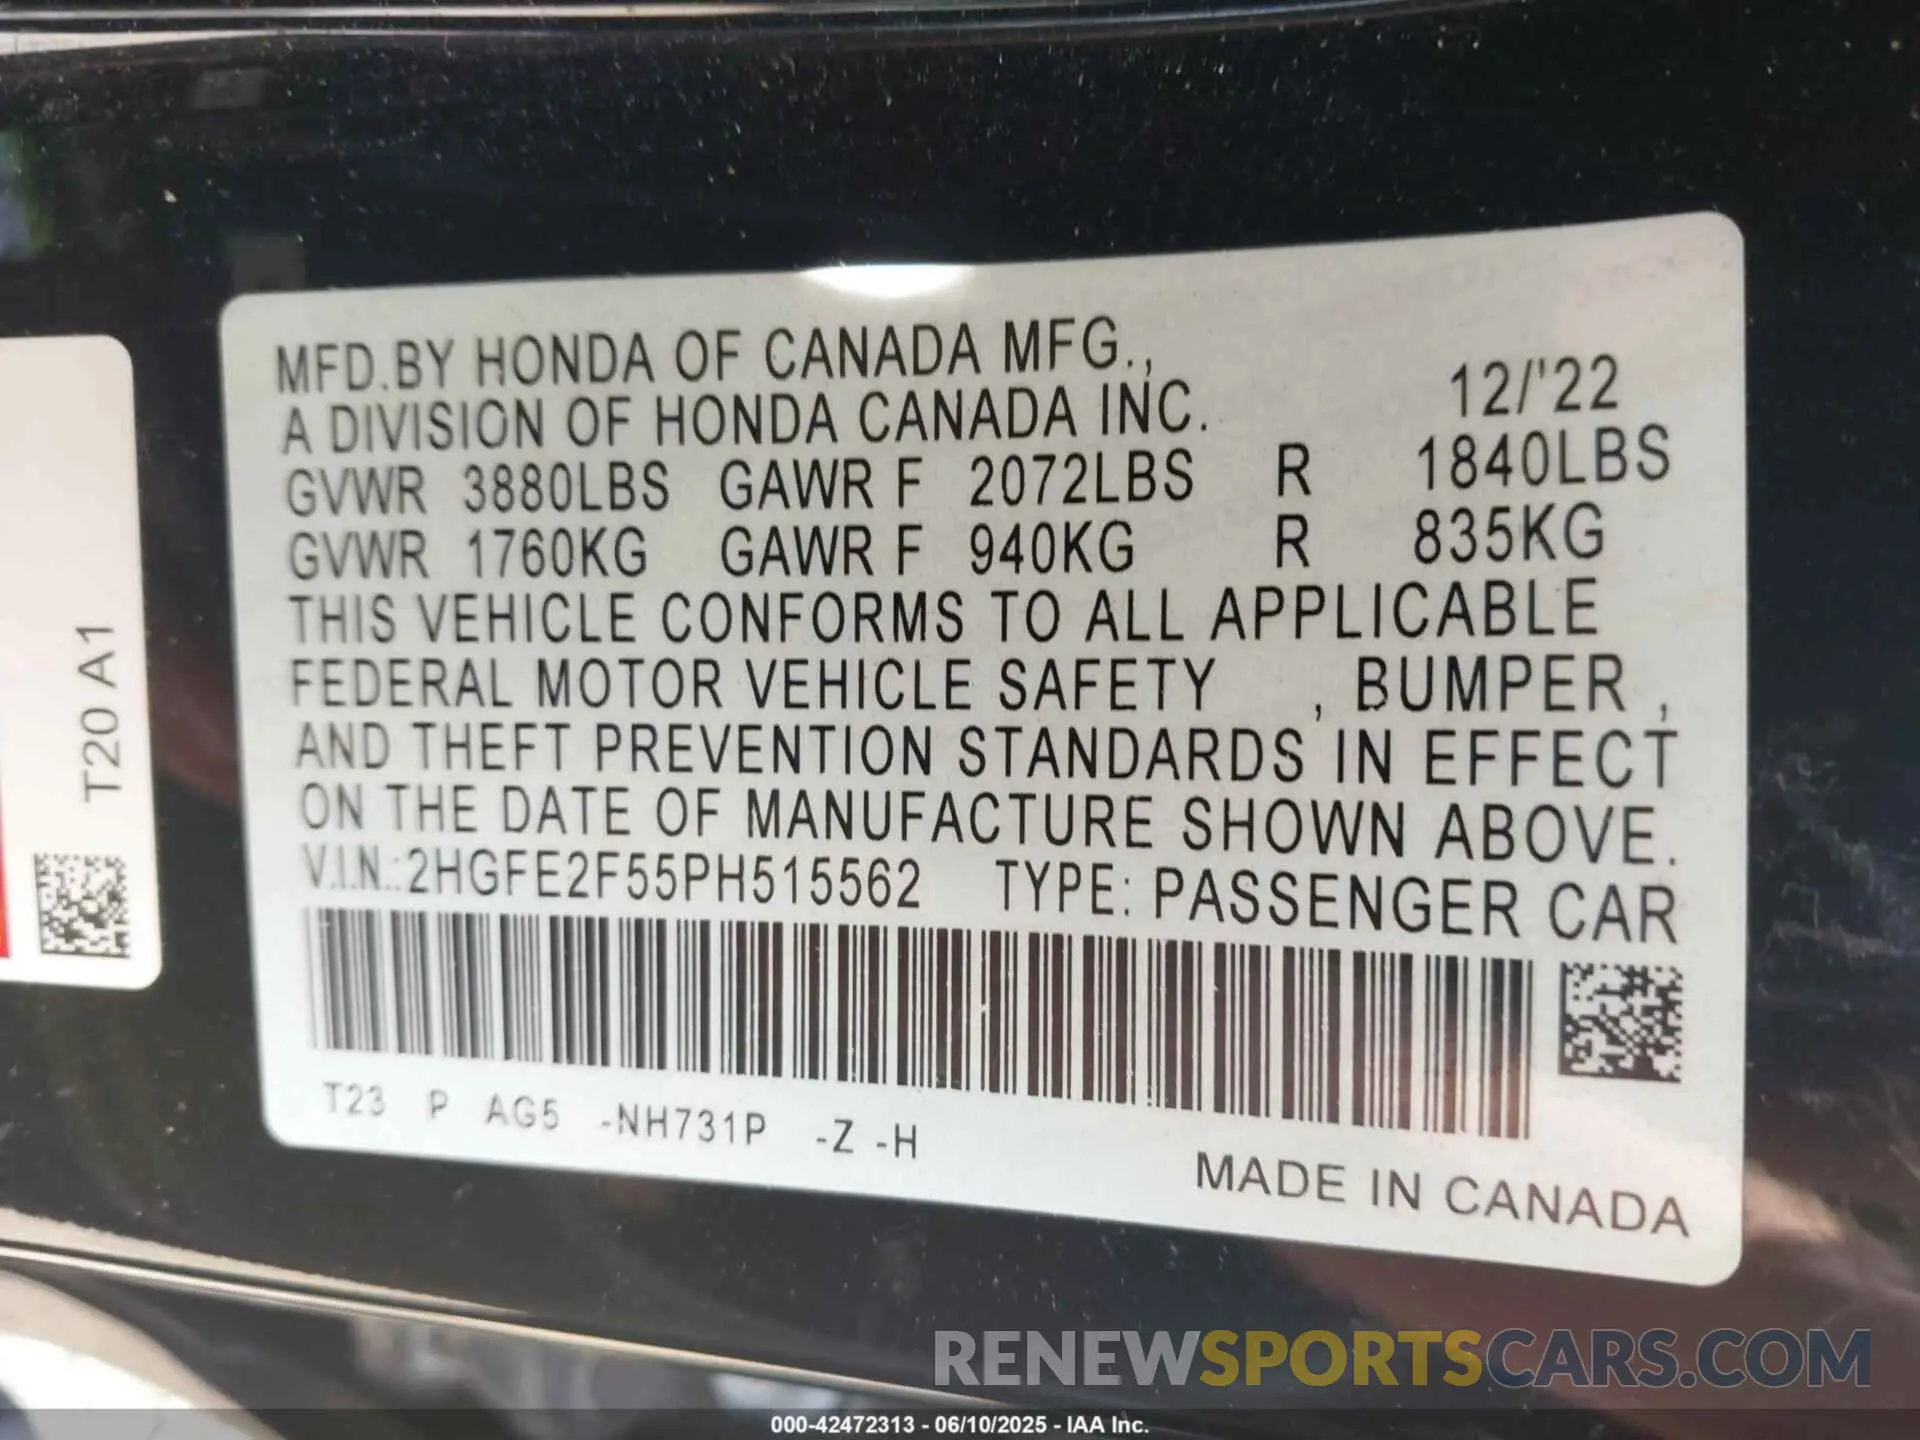 MFD.BY HONDA OF CANADA MFG.,
A DIVISION OF HONDA CANADA INC. 12/'22
GVWR 3880LBS GAWR F 2072LBS R 1840LBS
GVWR 1760KG GAWR F 940KG R 835KG
THIS VEHICLE CONFORMS TO ALL APPLICABLE
FEDERAL MOTOR VEHICLE SAFETY , BUMPER ,
AND THEFT PREVENTION STANDARDS IN EFFECT
ON THE DATE OF MANUFACTURE SHOWN ABOVE.
V.I.N.:2HGFE2F55PH515562 TYPE: PASSENGER CAR
T23 P AG5 -NH731P -Z -H
MADE IN CANADA
T20 A1
RENEWSPORTSCARS.COM
000-42472313 - 06/10/2025 - IAA Inc.